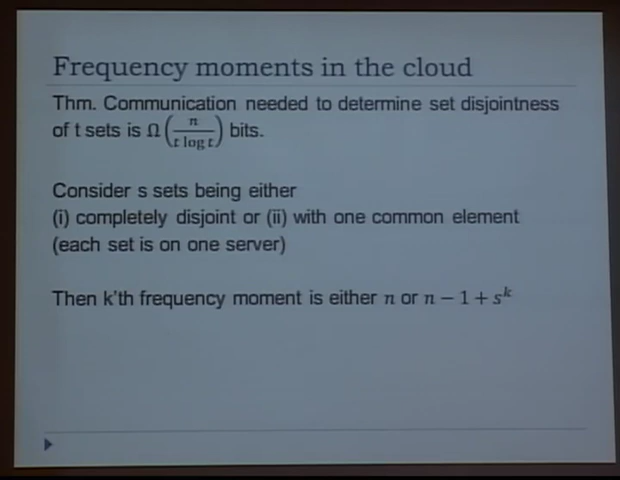 Frequency moments in the cloud
Thm. Communication needed to determine set disjointness
of t sets is Ω(n / (t log t)) bits.
Consider s sets being either
(i) completely disjoint or (ii) with one common element
(each set is on one server)
Then k'th frequency moment is either n or n − 1 + s^k